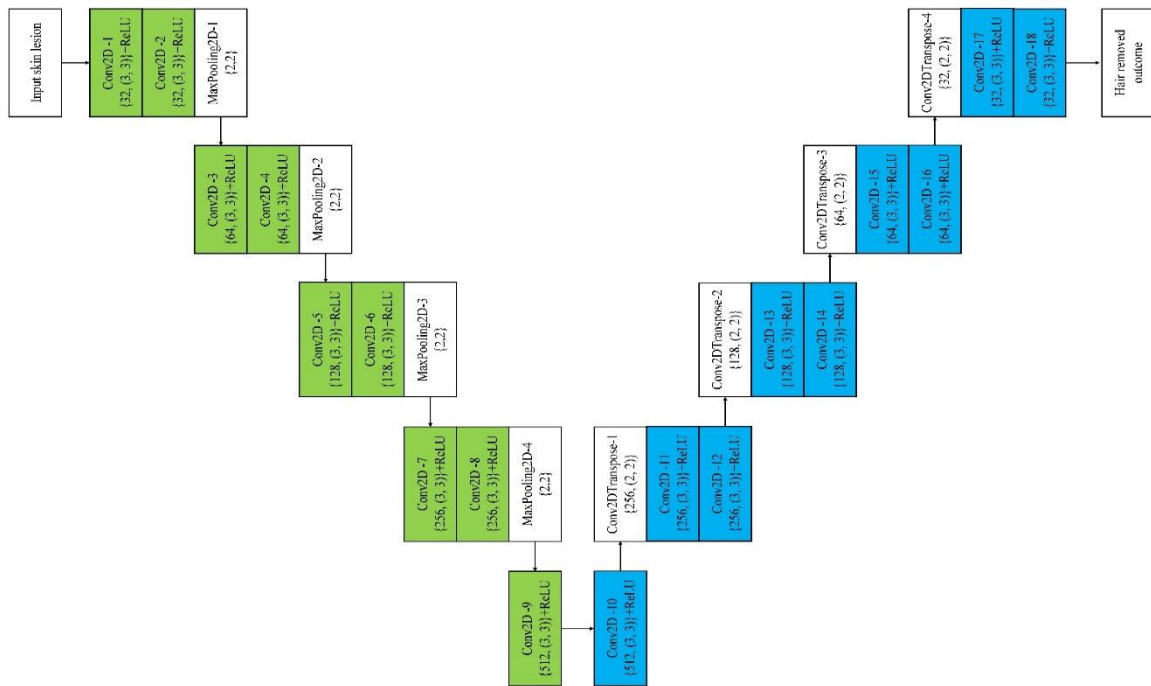 Input skin lesion
Conv2D -1
{32, (3, 3)}−ReLU
Conv2D -2
{32, (3, 3)}−ReLU
MaxPooling2D-1
{2,2}
Conv2D -3
{64, (3, 3)}+ReLU
Conv2D -4
{64, (3, 3)}+ReLU
MaxPooling2D-2
{2,2}
Conv2D -5
{128, (3, 3)}−ReLU
Conv2D -6
{128, (3, 3)}−ReLU
MaxPooling2D-3
{2,2}
Conv2D -7
{256, (3, 3)}+ReLU
Conv2D -8
{256, (3, 3)}+ReLU
MaxPooling2D-4
{2,2}
Conv2D -9
{512, (3, 3)}+ReLU
Conv2D -10
{512, (3, 3)}+ReLU
Conv2DTranspose-1
{256, (2, 2)}
Conv2D -11
{256, (3, 3)}−ReLU
Conv2D -12
{256, (3, 3)}−ReLU
Conv2DTranspose-2
{128, (2, 2)}
Conv2D -13
{128, (3, 3)}−ReLU
Conv2D -14
{128, (3, 3)}−ReLU
Conv2DTranspose-3
{64, (2, 2)}
Conv2D -15
{64, (3, 3)}+ReLU
Conv2D -16
{64, (3, 3)}+ReLU
Conv2DTranspose-4
{32, (2, 2)}
Conv2D -17
{32, (3, 3)}+ReLU
Conv2D -18
{32, (3, 3)}−ReLU
Hair removed
outcome